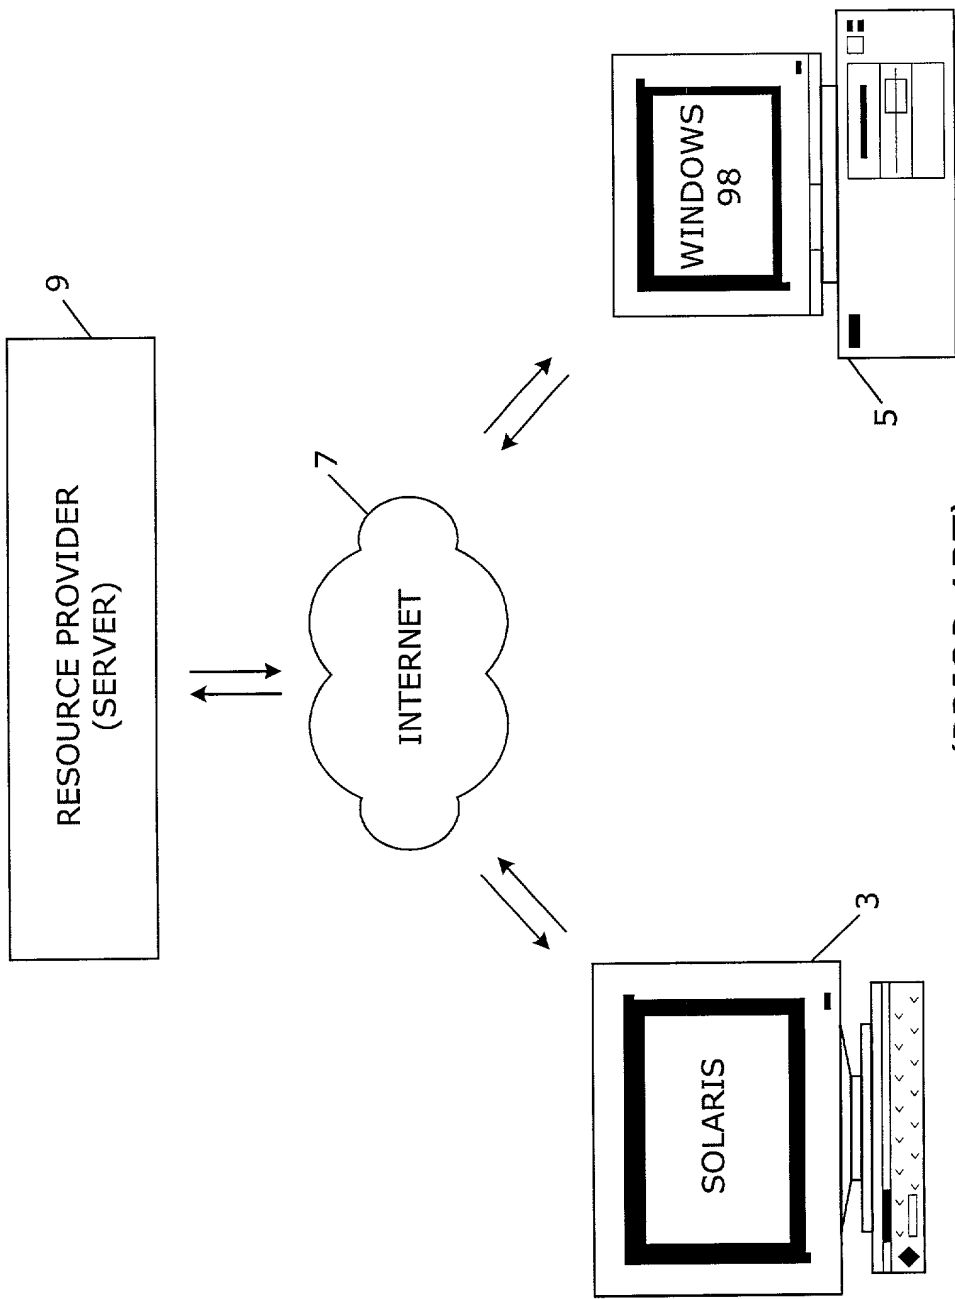 RESOURCE PROVIDER
(SERVER)
9
7
INTERNET
SOLARIS
3
WINDOWS
98
5